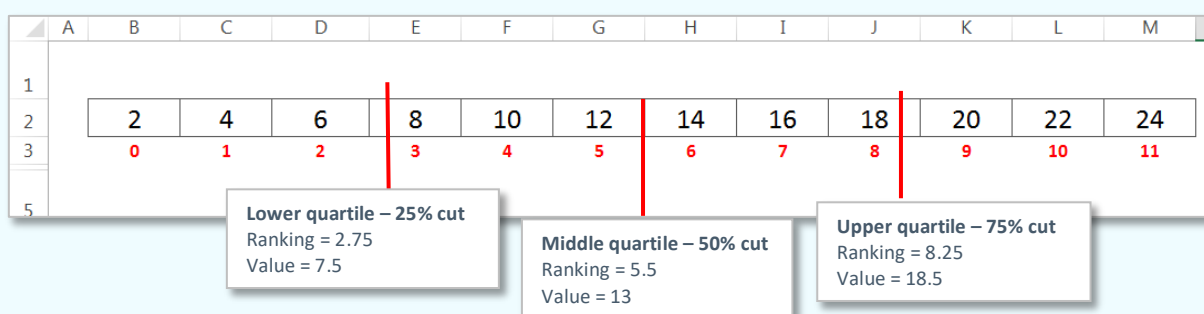 A B C D E F G H I J K L M
1
2 2 4 6 8 10 12 14 16 18 20 22 24
3 0 1 2 3 4 5 6 7 8 9 10 11
5
Lower quartile – 25% cut
Ranking = 2.75
Value = 7.5
Middle quartile – 50% cut
Ranking = 5.5
Value = 13
Upper quartile – 75% cut
Ranking = 8.25
Value = 18.5